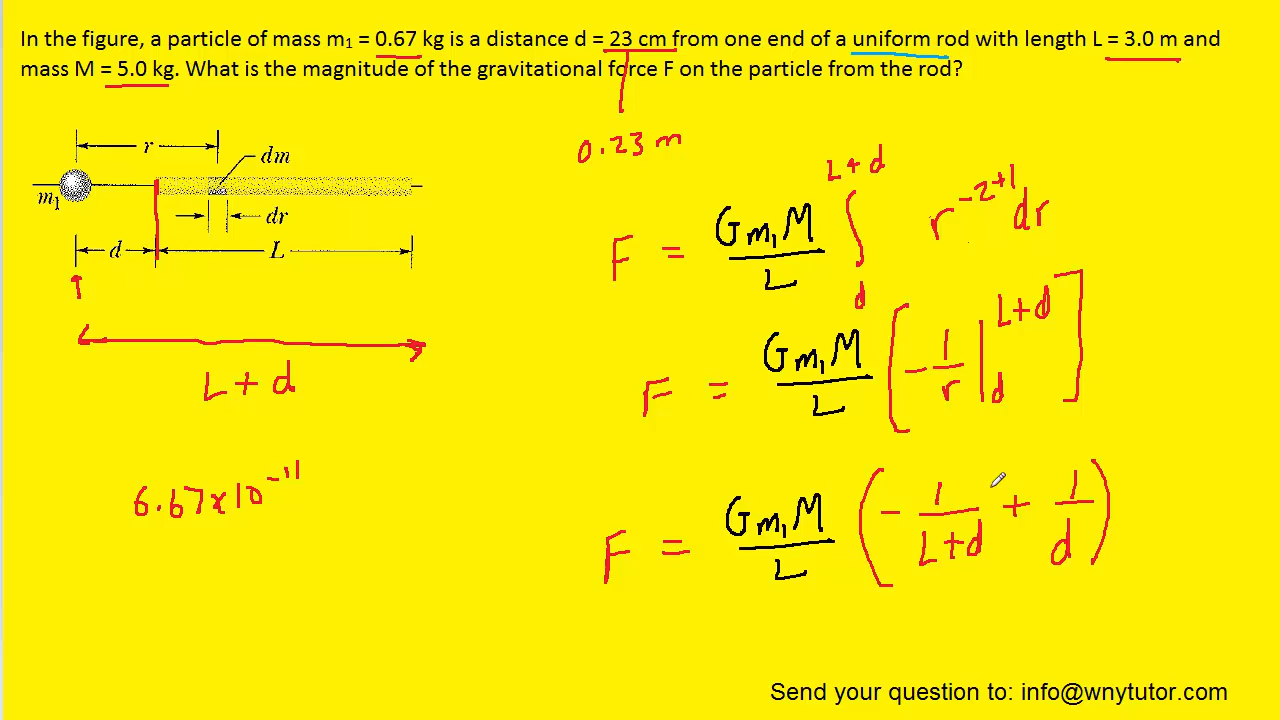 In the figure, a particle of mass m₁ = 0.67 kg is a distance d = 23 cm from one end of a uniform rod with length L = 3.0 m and
mass M = 5.0 kg. What is the magnitude of the gravitational force F on the particle from the rod?
0.23 m
r
dm
m₁
dr
d
L
L+d
6.67x10⁻¹¹
F = Gm₁M/L ∫_d^{L+d} r⁻²⁺¹ dr
F = Gm₁M/L [-1/r |_d^{L+d}]
F = Gm₁M/L (-1/L+d + 1/d)
Send your question to: info@wnytutor.com